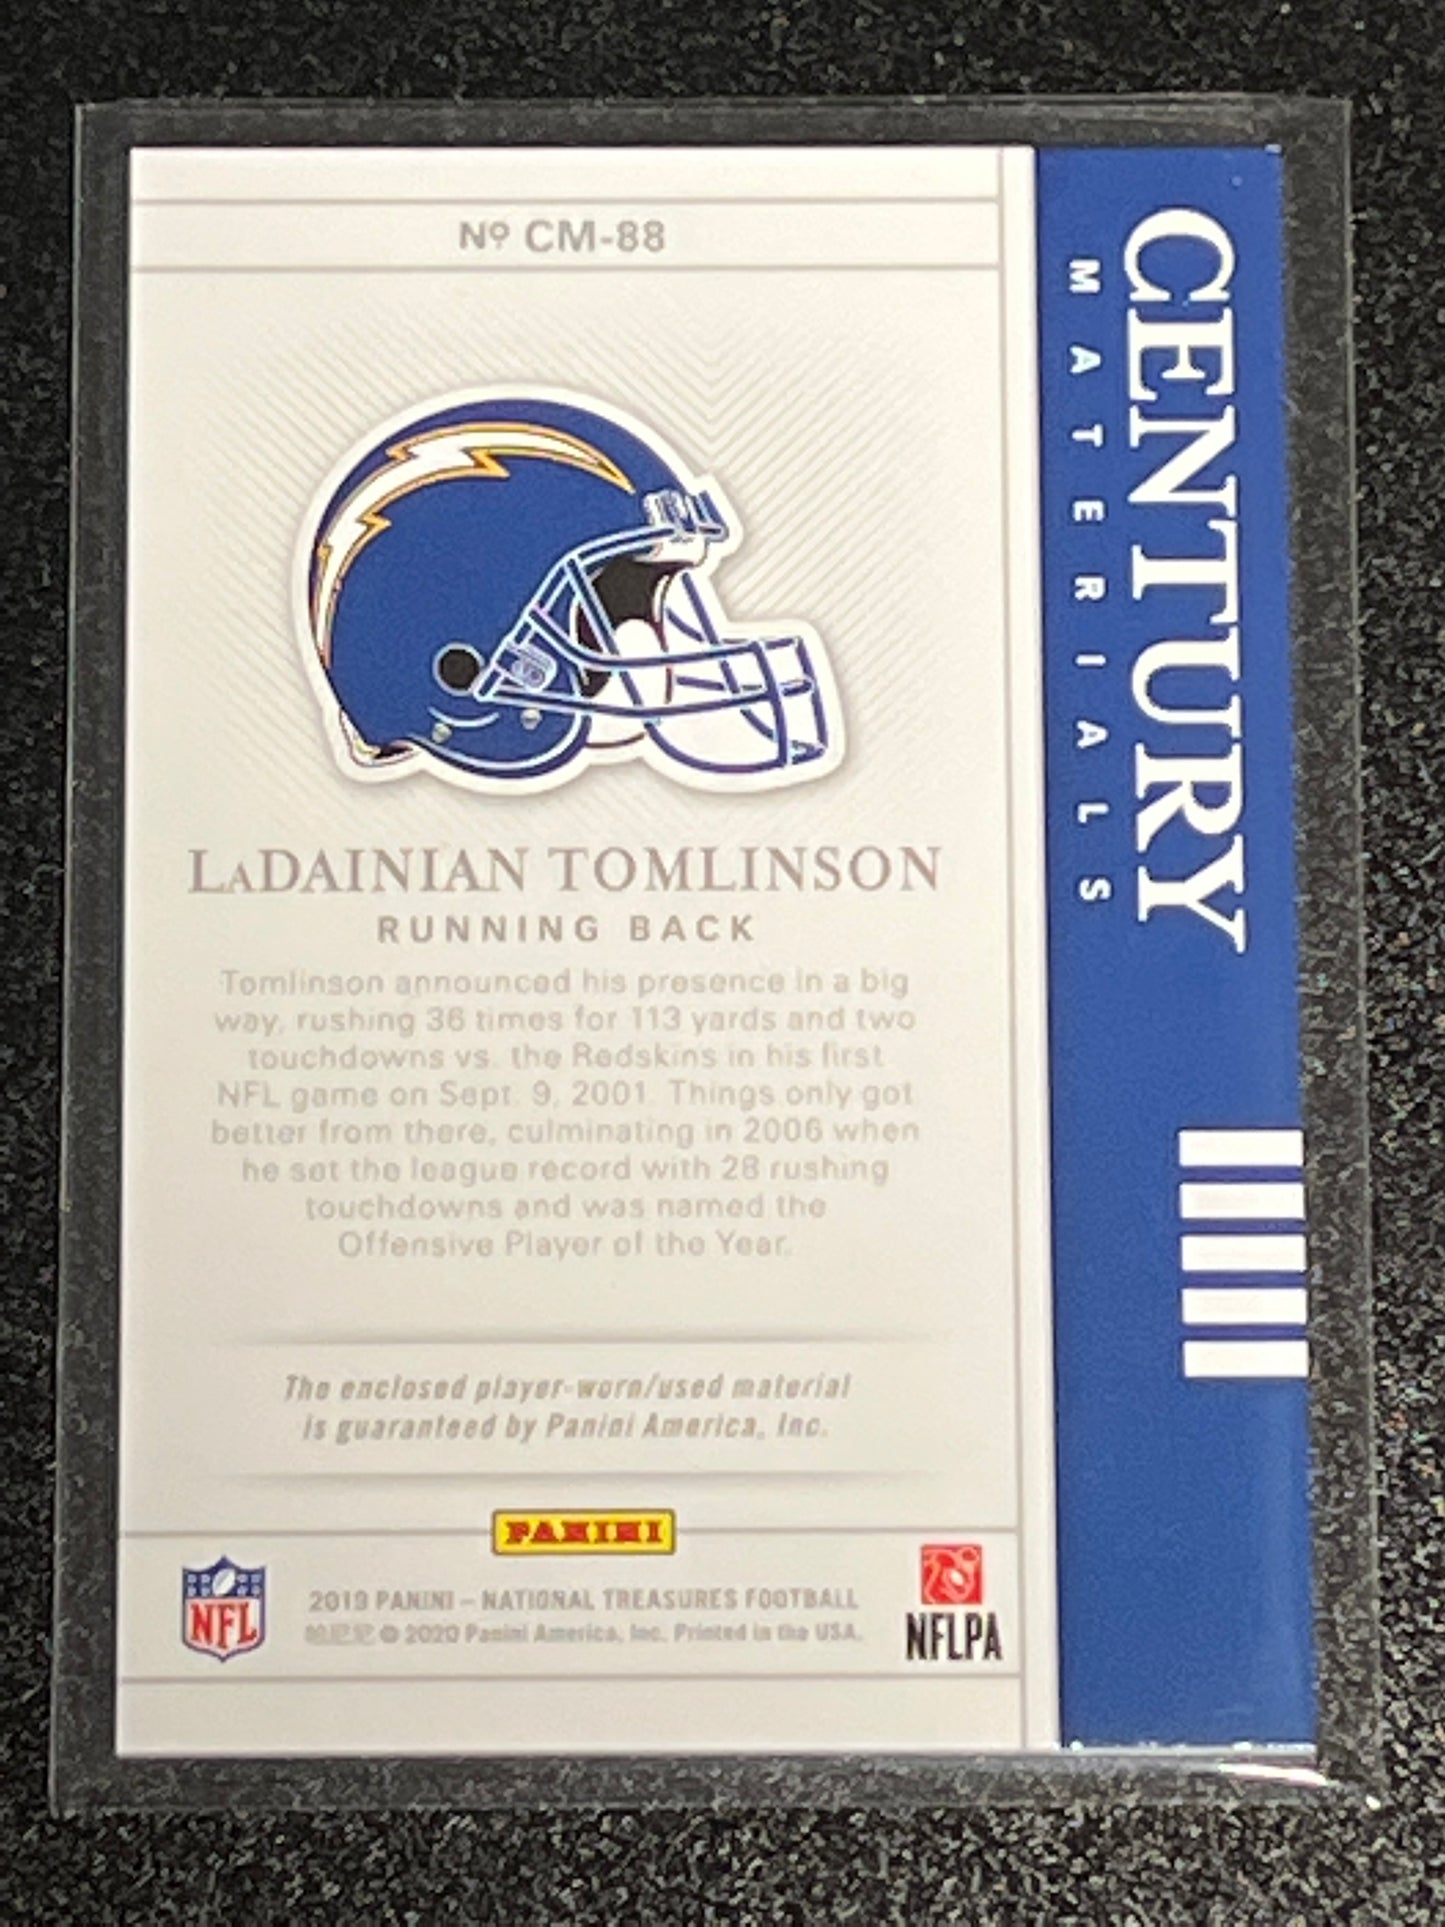 Nº CM-88
CENTURY
MATERIALS
LaDAINIAN TOMLINSON
RUNNING BACK
Tomlinson announced his presence in a big
way, rushing 36 times for 113 yards and two
touchdowns vs. the Redskins in his first
NFL game on Sept. 9, 2001. Things only got
better from there, culminating in 2006 when
he set the league record with 28 rushing
touchdowns and was named the
Offensive Player of the Year.
The enclosed player-worn/used material
is guaranteed by Panini America, Inc.
PANINI
NFL
2019 PANINI – NATIONAL TREASURES FOOTBALL
© 2020 Panini America, Inc. Printed in the USA.
NFLPA